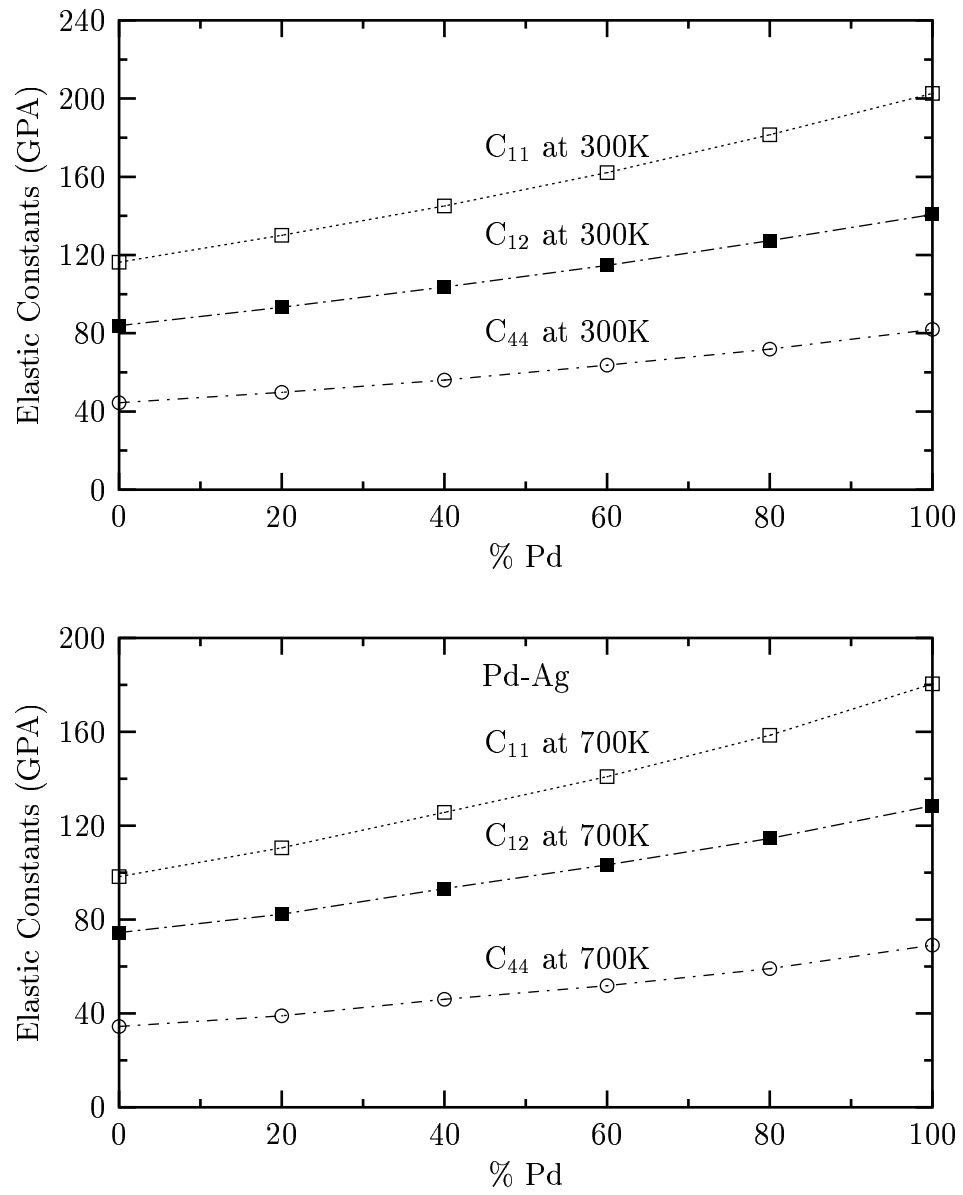 240
200
160
120
80
40
0
Elastic Constants (GPA)
C₁₁ at 300K
C₁₂ at 300K
C₄₄ at 300K
0 20 40 60 80 100
% Pd
200
160
120
80
40
0
Elastic Constants (GPA)
Pd-Ag
C₁₁ at 700K
C₁₂ at 700K
C₄₄ at 700K
0 20 40 60 80 100
% Pd